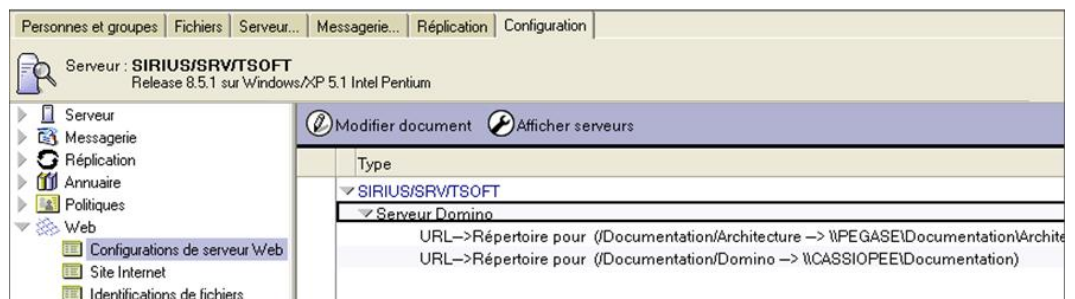 Personnes et groupes Fichiers Serveur... Messagerie... Réplication Configuration
Serveur : SIRIUS/SRV/TSOFT
Release 8.5.1 sur Windows/XP 5.1 Intel Pentium
Serveur
Messagerie
Réplication
Annuaire
Politiques
Web
Configurations de serveur Web
Site Internet
Identifications de fichiers
Modifier document Afficher serveurs
Type
SIRIUS/SRV/TSOFT
Serveur Domino
URL-->Répertoire pour (/Documentation/Architecture --> \\PEGASE\Documentation\Archite
URL-->Répertoire pour (/Documentation/Domino --> \\CASSIOPEE\Documentation)